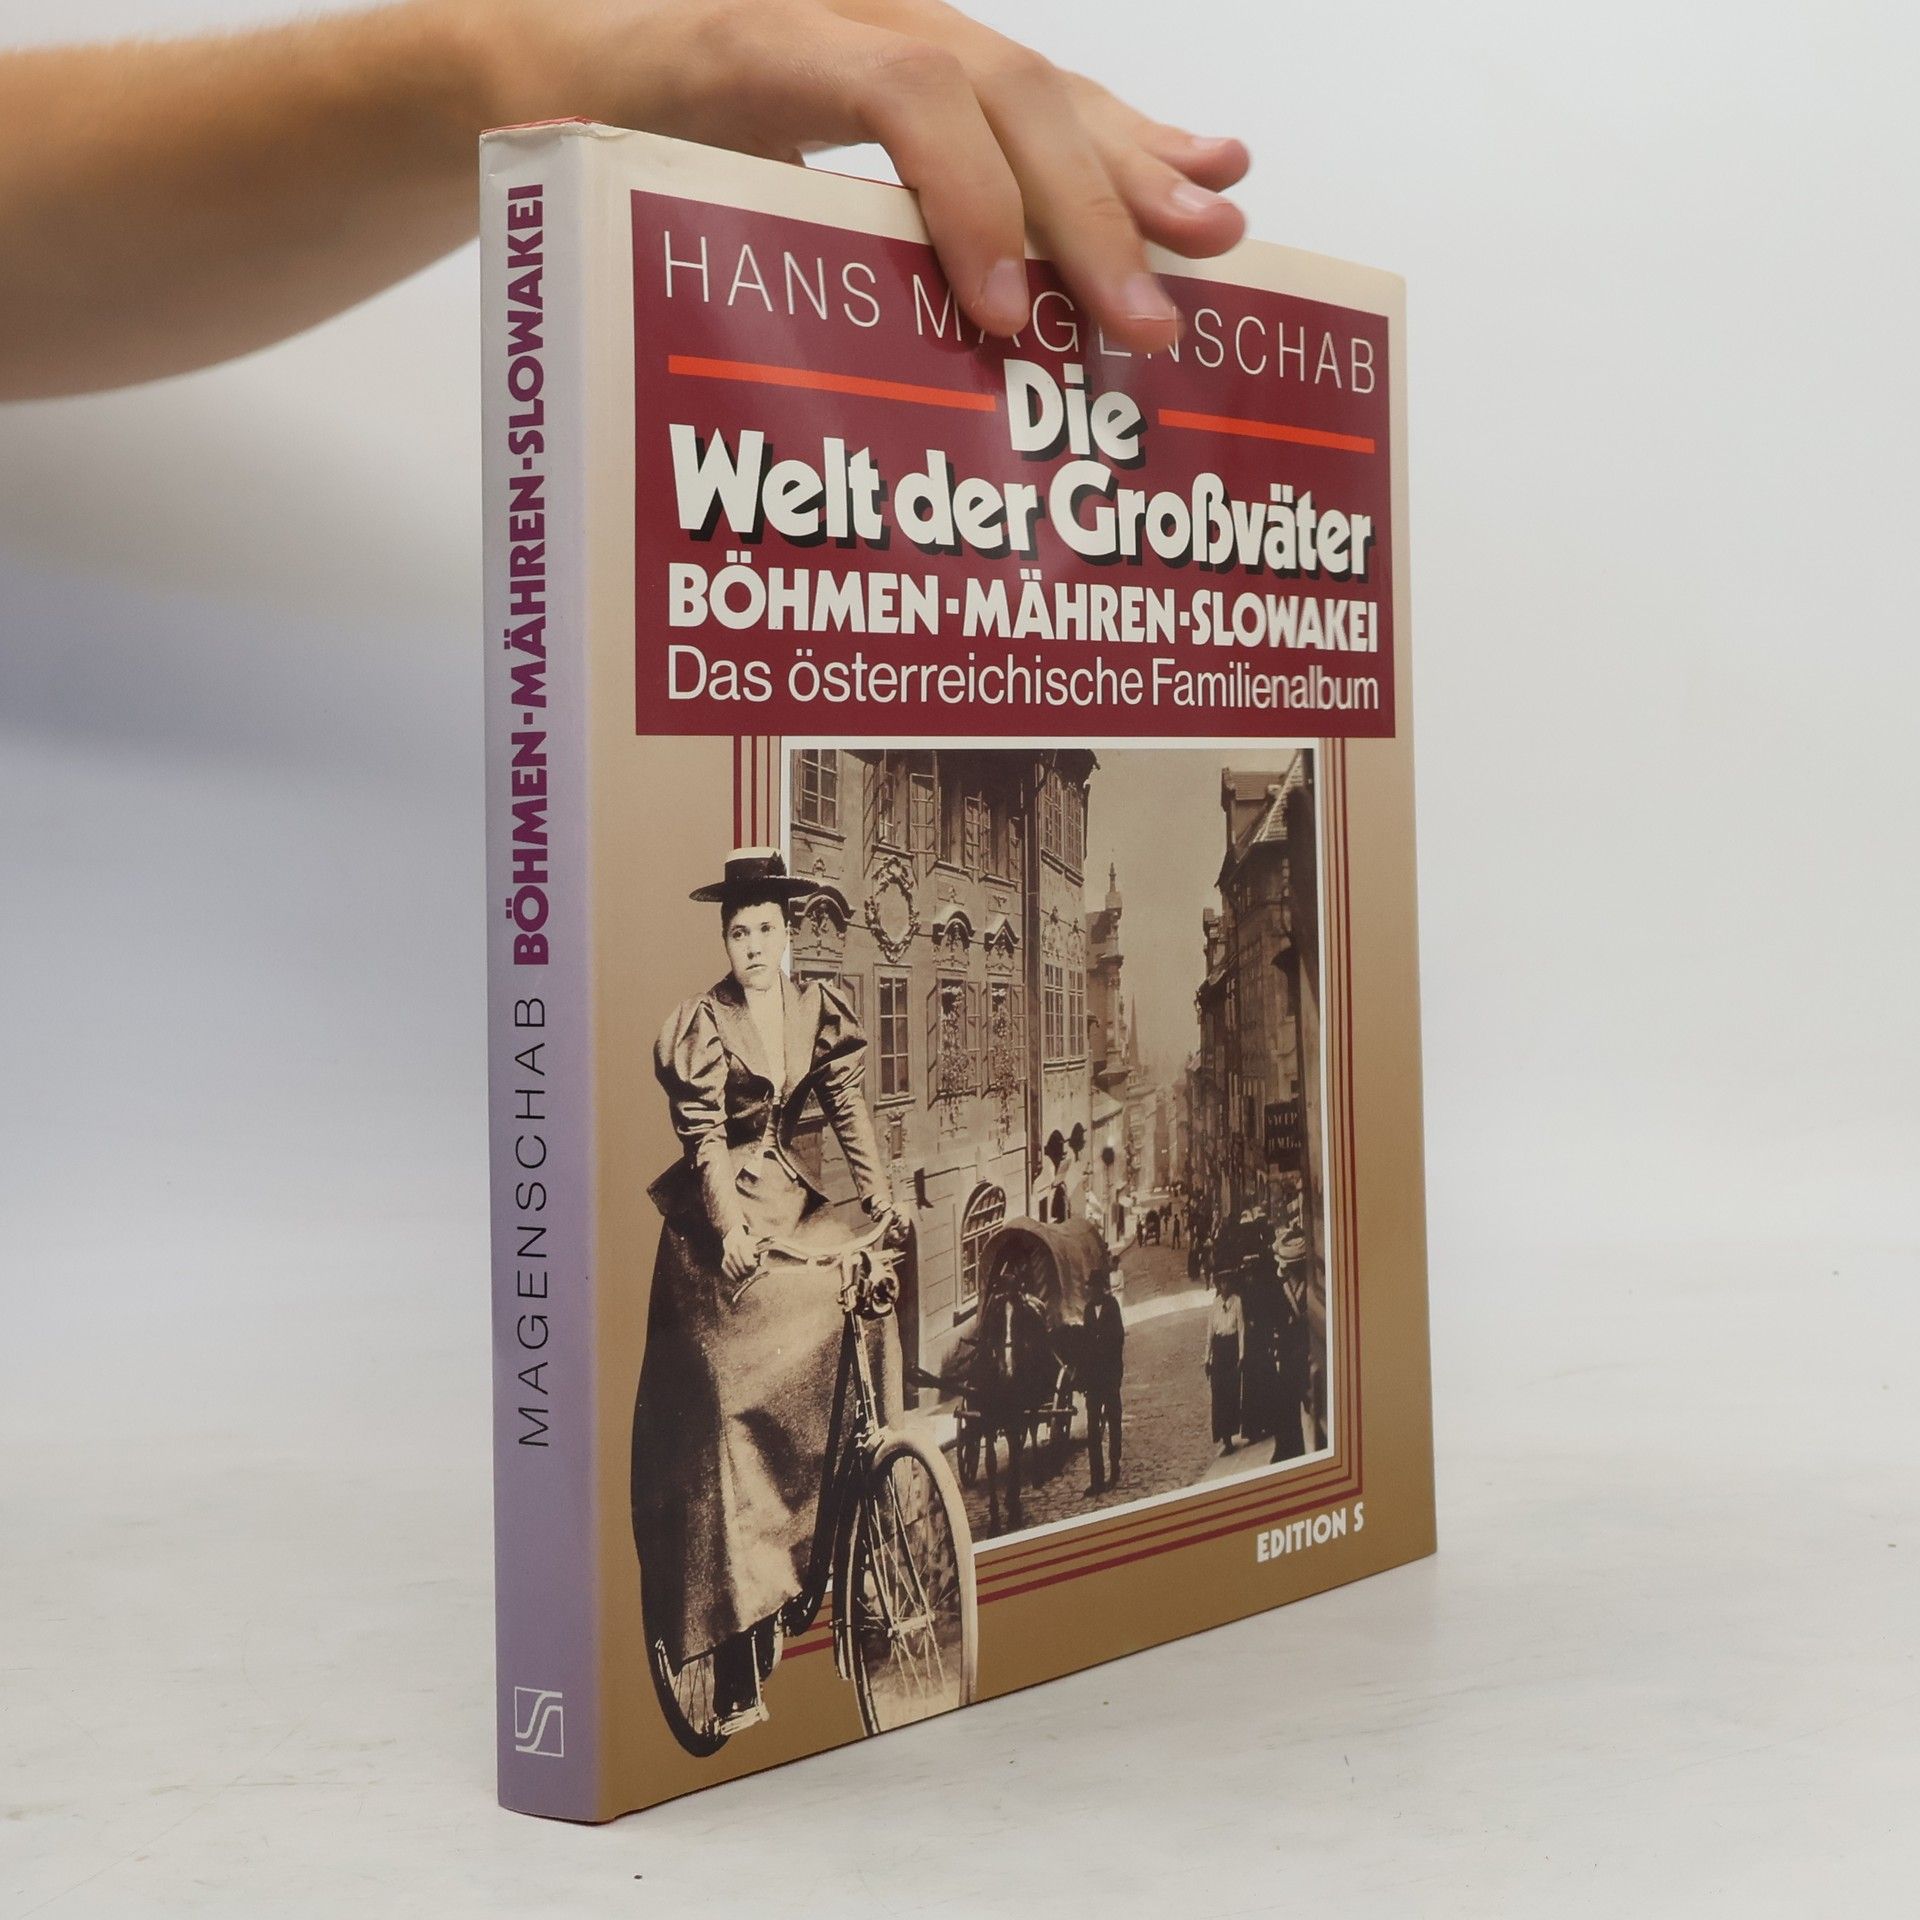 HANS MAGENSCHAB
Die
Welt der Großväter
BÖHMEN-MÄHREN-SLOWAKEI
Das österreichische Familienalbum
EDITION S
MAGENSCHAB BÖHMEN-MÄHREN-SLOWAKEI